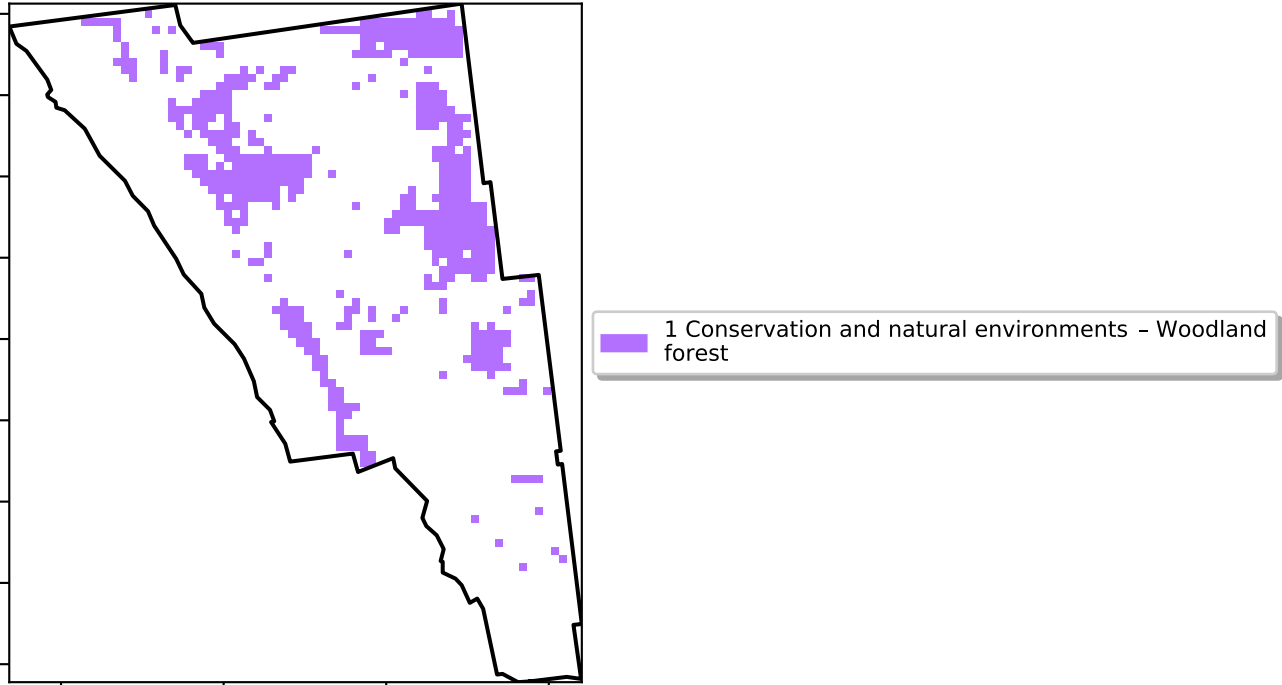 1 Conservation and natural environments – Woodland
forest